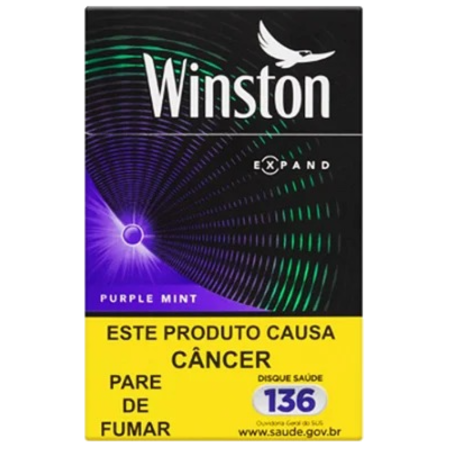 Winston
EXPAND
PURPLE MINT
ESTE PRODUTO CAUSA
CÂNCER
PARE
DE
FUMAR
DISQUE SAÚDE
136
Ouvidoria Geral do SUS
www.saude.gov.br